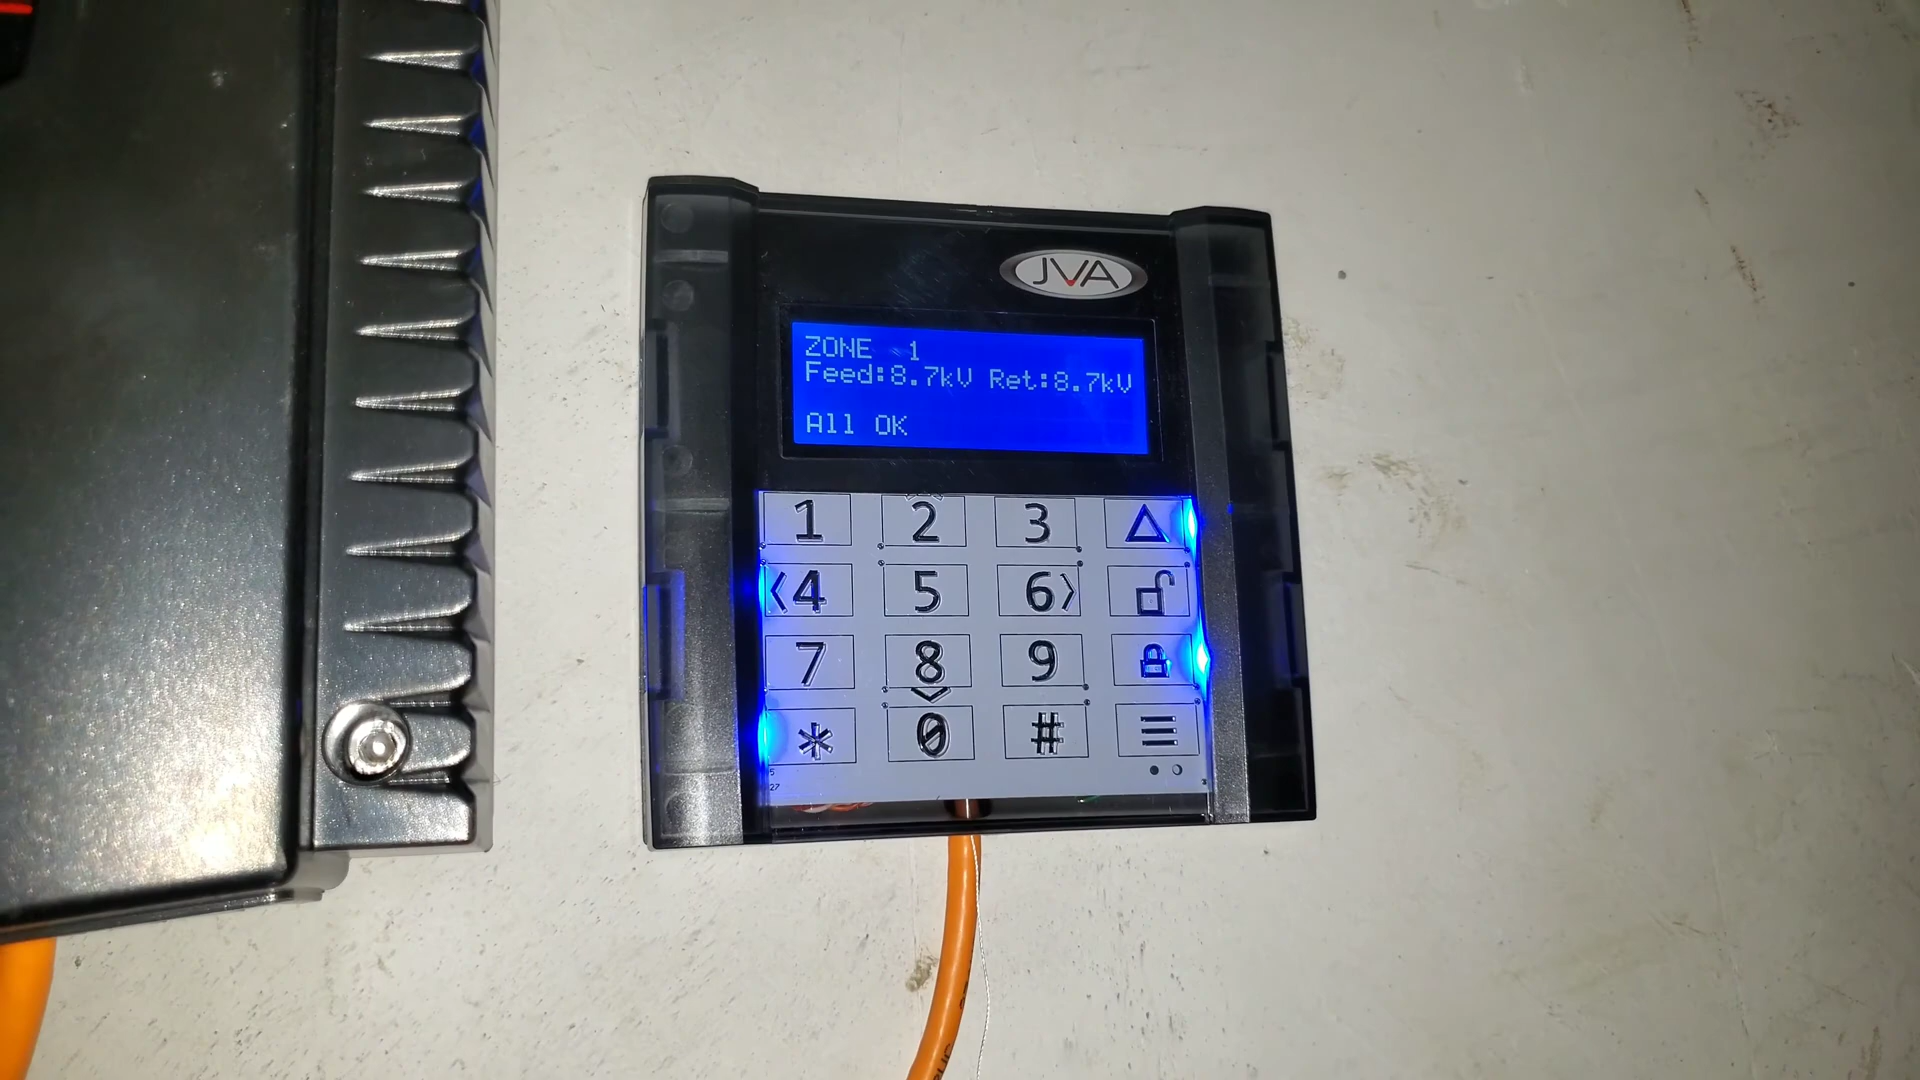 JVA
ZONE 1
Feed:8.7kV Ret:8.7kV
All OK
1 2 3
<4 5 6>
7 8 9
* 0 #
27